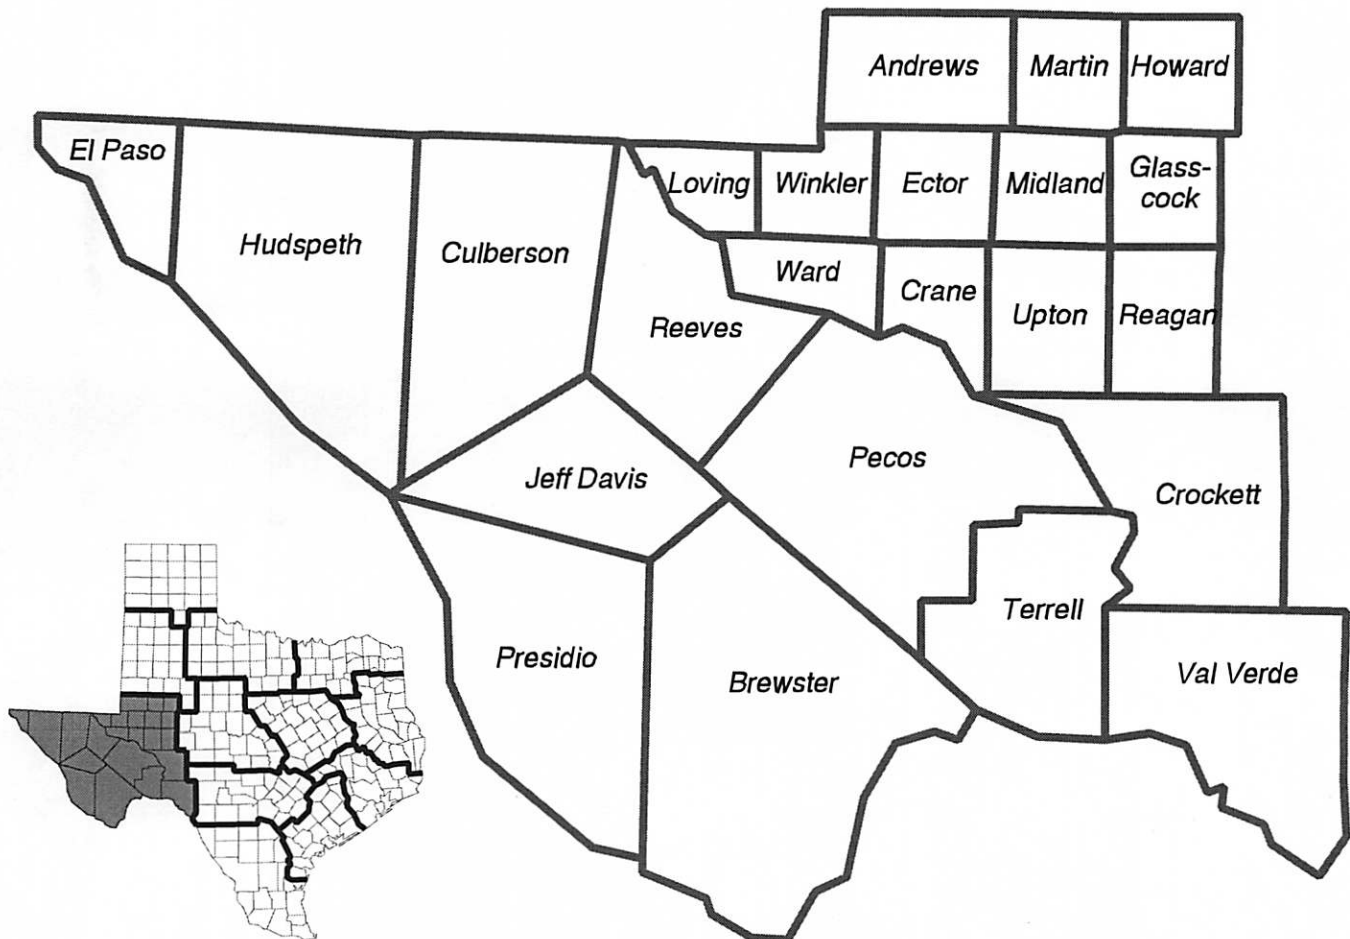 Andrews
Martin
Howard
El Paso
Loving
Winkler
Ector
Midland
Glass-
cock
Hudspeth
Culberson
Ward
Crane
Reeves
Upton
Reagan
Jeff Davis
Pecos
Crockett
Terrell
Presidio
Brewster
Val Verde